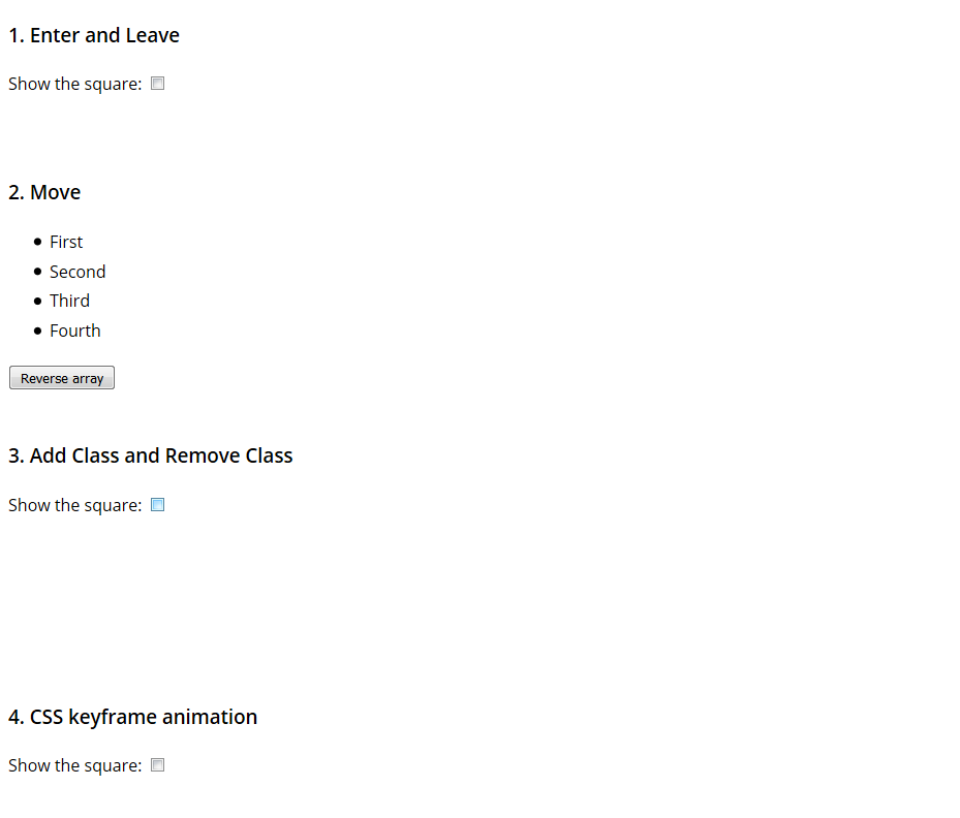 1. Enter and Leave
Show the square:
2. Move
First
Second
Third
Fourth
Reverse array
3. Add Class and Remove Class
Show the square:
4. CSS keyframe animation
Show the square: